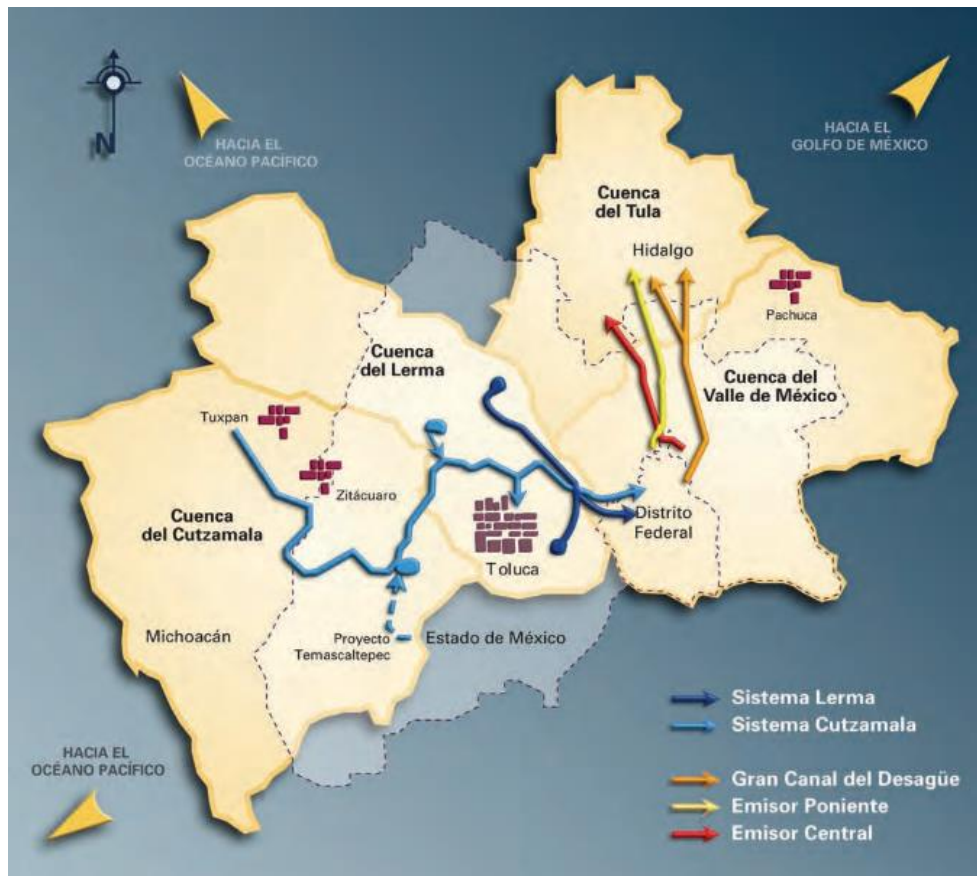 N
HACIA EL
OCÉANO PACÍFICO
HACIA EL
GOLFO DE MÉXICO
Cuenca
del Tula
Hidalgo
Pachuca
Cuenca
del Lerma
Cuenca del
Valle de México
Tuxpan
Zitácuaro
Cuenca
del Cutzamala
Distrito
Federal
Toluca
Michoacán
Proyecto
Temascaltepec
Estado de México
HACIA EL
OCÉANO PACÍFICO
Sistema Lerma
Sistema Cutzamala
Gran Canal del Desagüe
Emisor Poniente
Emisor Central